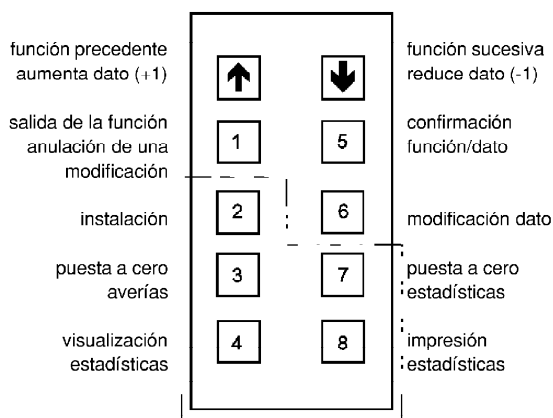 función precedente
aumenta dato (+1)
función sucesiva
reduce dato (-1)
salida de la función
anulación de una
modificación
1
5
confirmación
función/dato
instalación
2
6
modificación dato
puesta a cero
averías
3
7
puesta a cero
estadísticas
visualización
estadísticas
4
8
impresión
estadísticas